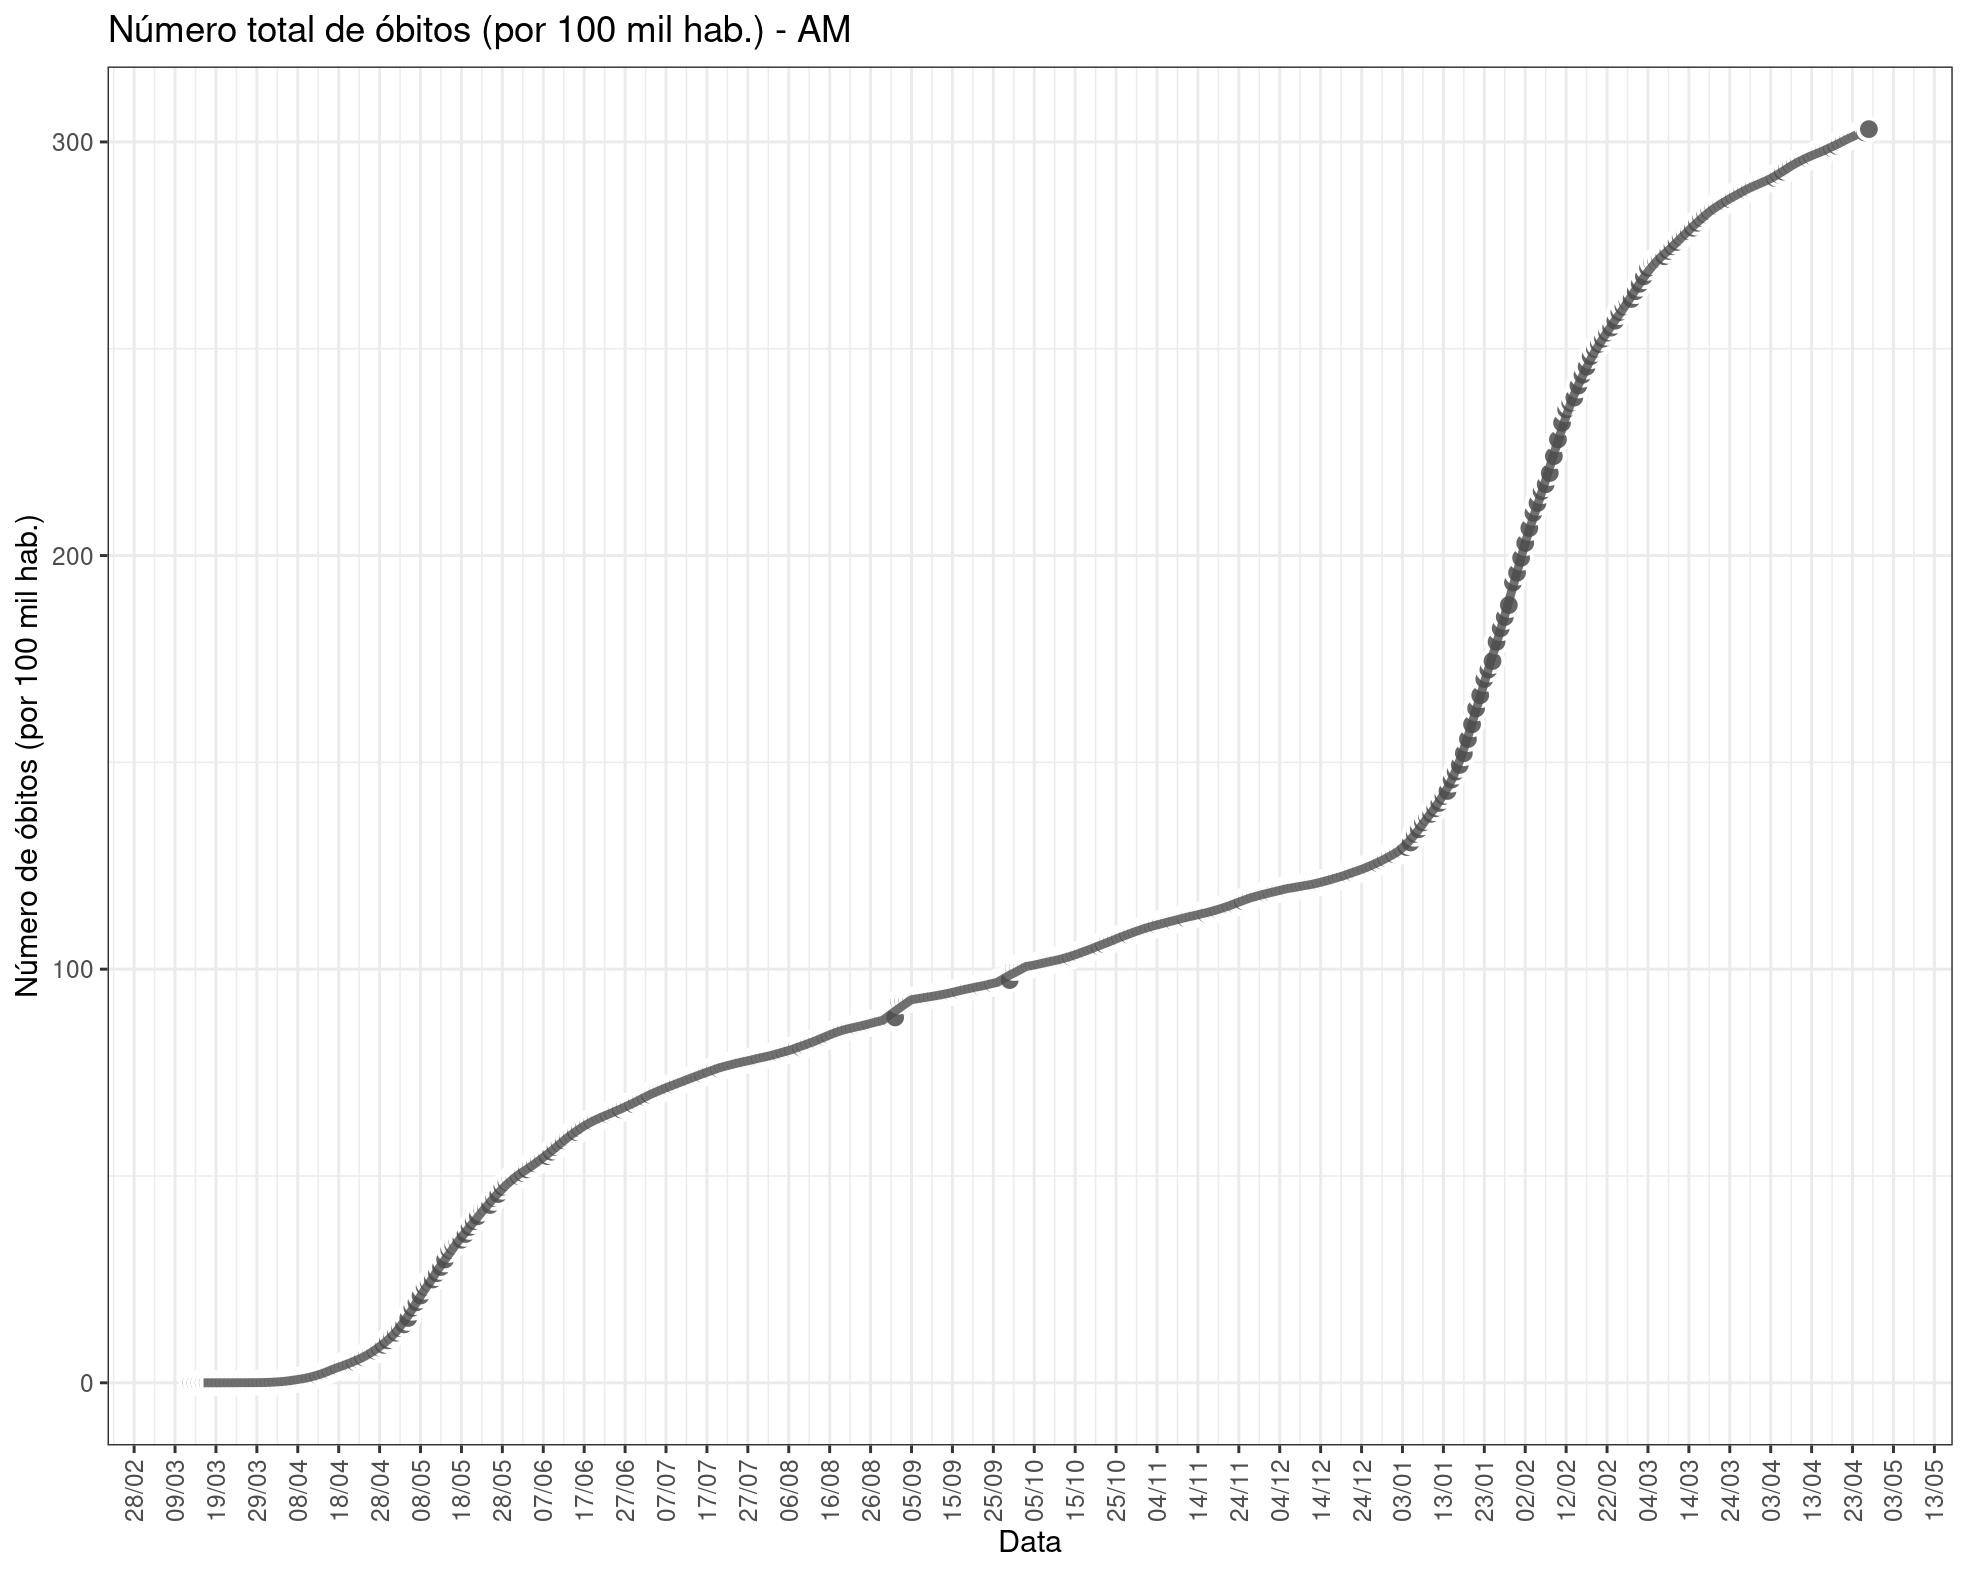 Número total de óbitos (por 100 mil hab.) - AM
Número de óbitos (por 100 mil hab.)
300
200
100
0
28/02 09/03 19/03 29/03 08/04 18/04 28/04 08/05 18/05 28/05 07/06 17/06 27/06 07/07 17/07 27/07 06/08 16/08 26/08 05/09 15/09 25/09 05/10 15/10 25/10 04/11 14/11 24/11 04/12 14/12 24/12 03/01 13/01 23/01 02/02 12/02 22/02 04/03 14/03 24/03 03/04 13/04 23/04 03/05 13/05
Data